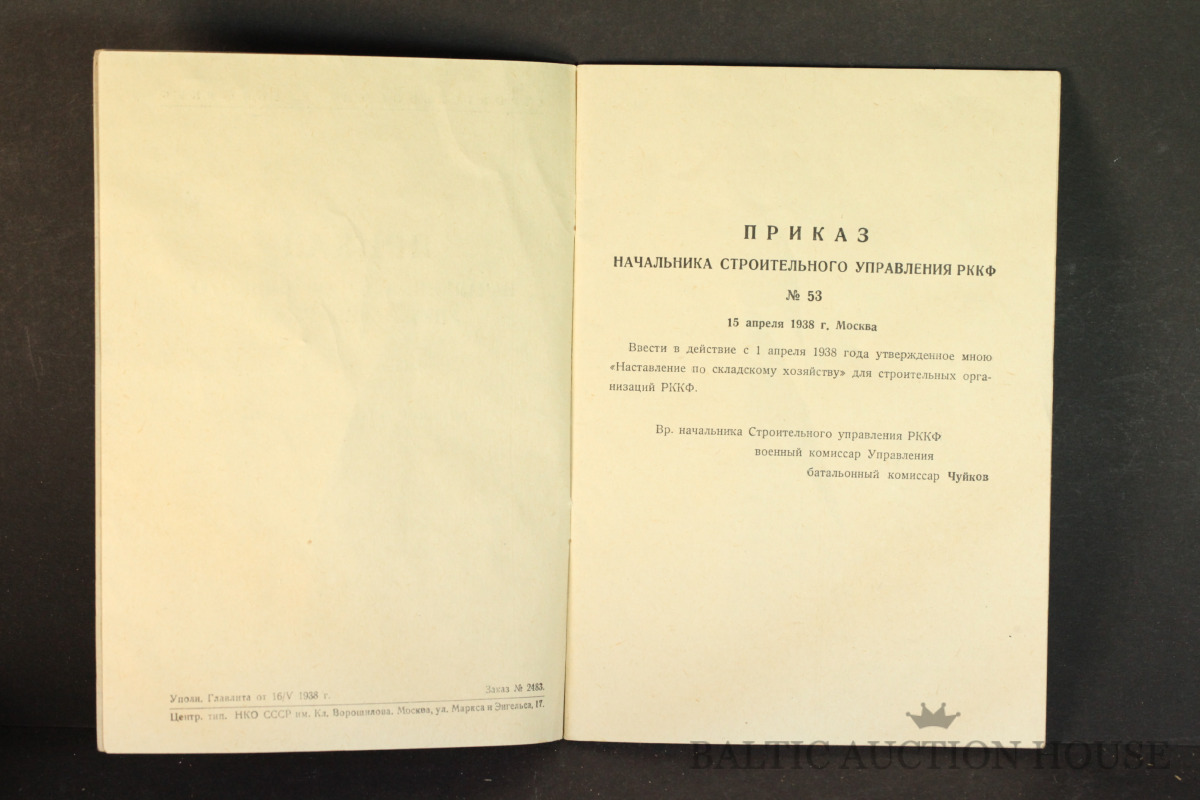 Уполн. Главлита от 16/V 1938 г.
Заказ № 2483.
Центр. тип. НКО СССР им. Кл. Ворошилова. Москва, ул. Маркса и Энгельса, 17.
ПРИКАЗ
НАЧАЛЬНИКА СТРОИТЕЛЬНОГО УПРАВЛЕНИЯ РККФ
№ 53
15 апреля 1938 г. Москва
Ввести в действие с 1 апреля 1938 года утвержденное мною
«Наставление по складскому хозяйству» для строительных орга-
низаций РККФ.
Вр. начальника Строительного управления РККФ
военный комиссар Управления
батальонный комиссар Чуйков
BALTIC AUCTION HOUSE